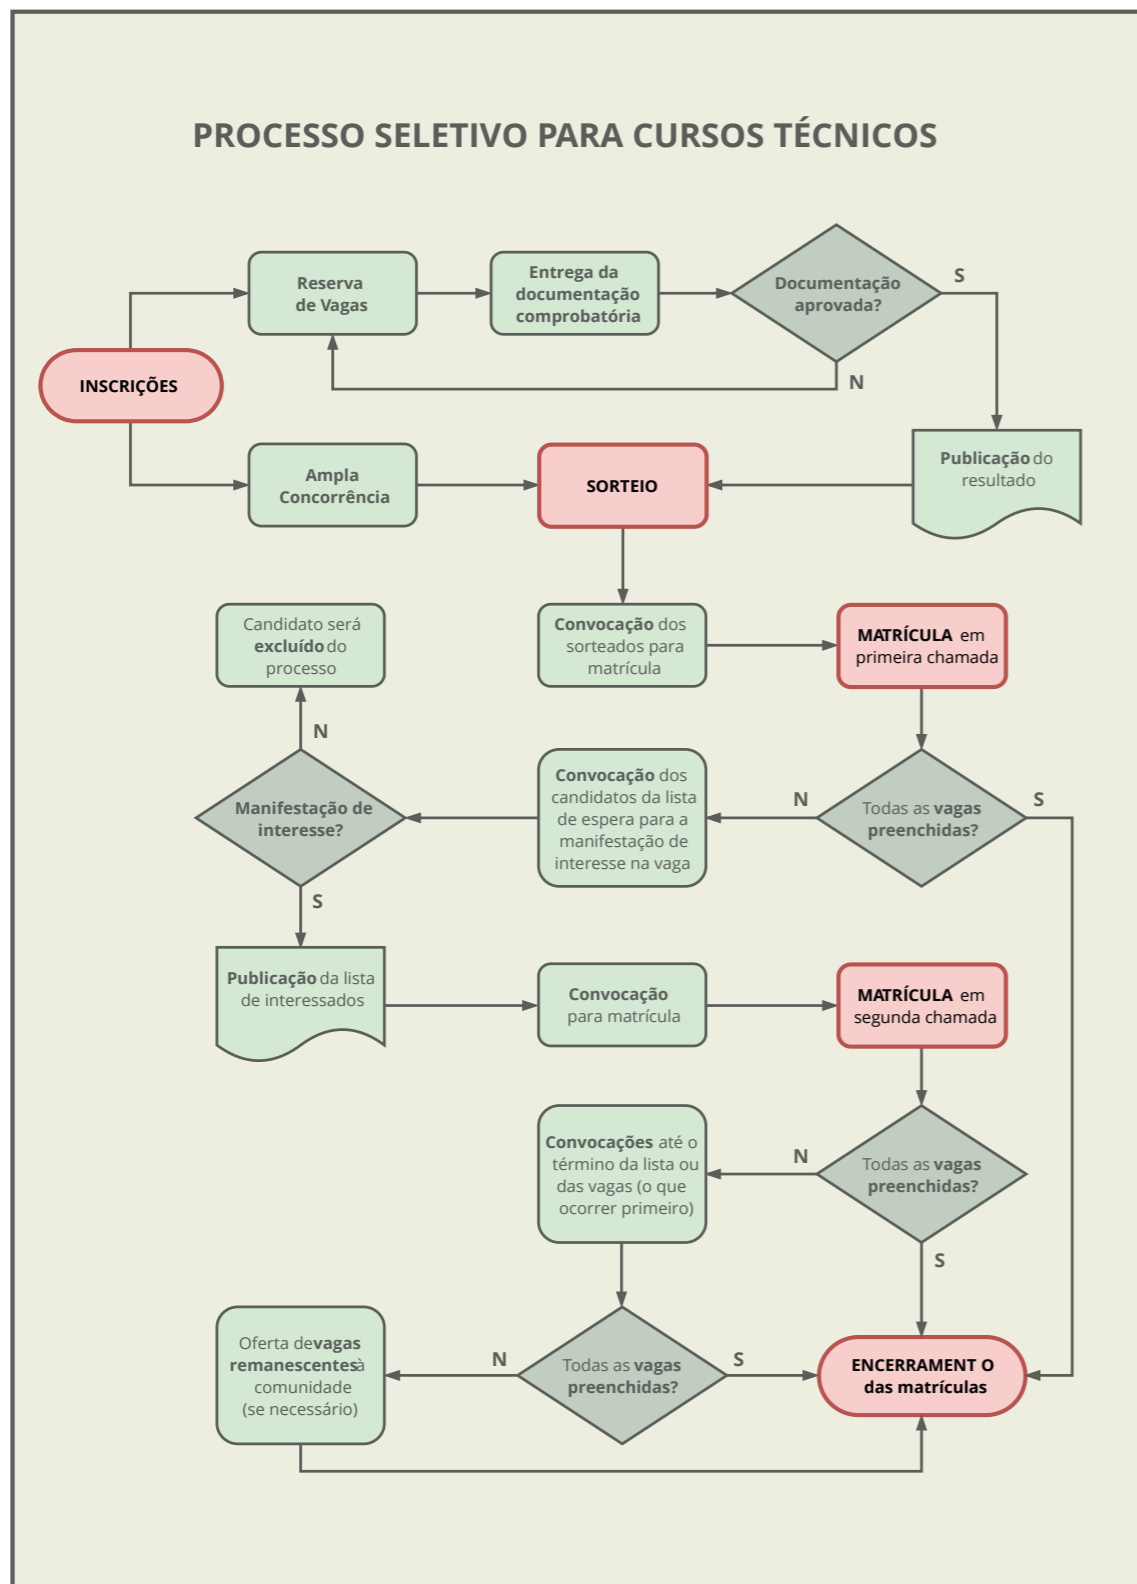 PROCESSO SELETIVO PARA CURSOS TÉCNICOS
Reserva
de Vagas
Entrega da
documentação
comprobatória
Documentação
aprovada?
S
N
INSCRIÇÕES
Ampla
Concorrência
SORTEIO
Publicação do
resultado
Candidato será
excluído do
processo
Convocação dos
sorteados para
matrícula
MATRÍCULA em
primeira chamada
N
Manifestação de
interesse?
Convocação dos
candidatos da lista
de espera para a
manifestação de
interesse na vaga
N
Todas as vagas
preenchidas?
S
S
Publicação da lista
de interessados
Convocação
para matrícula
MATRÍCULA em
segunda chamada
Convocações até o
término da lista ou
das vagas (o que
ocorrer primeiro)
N
Todas as vagas
preenchidas?
S
Oferta devagas
remanescentesà
comunidade
(se necessário)
N
Todas as vagas
preenchidas?
S
ENCERRAMENT O
das matrículas